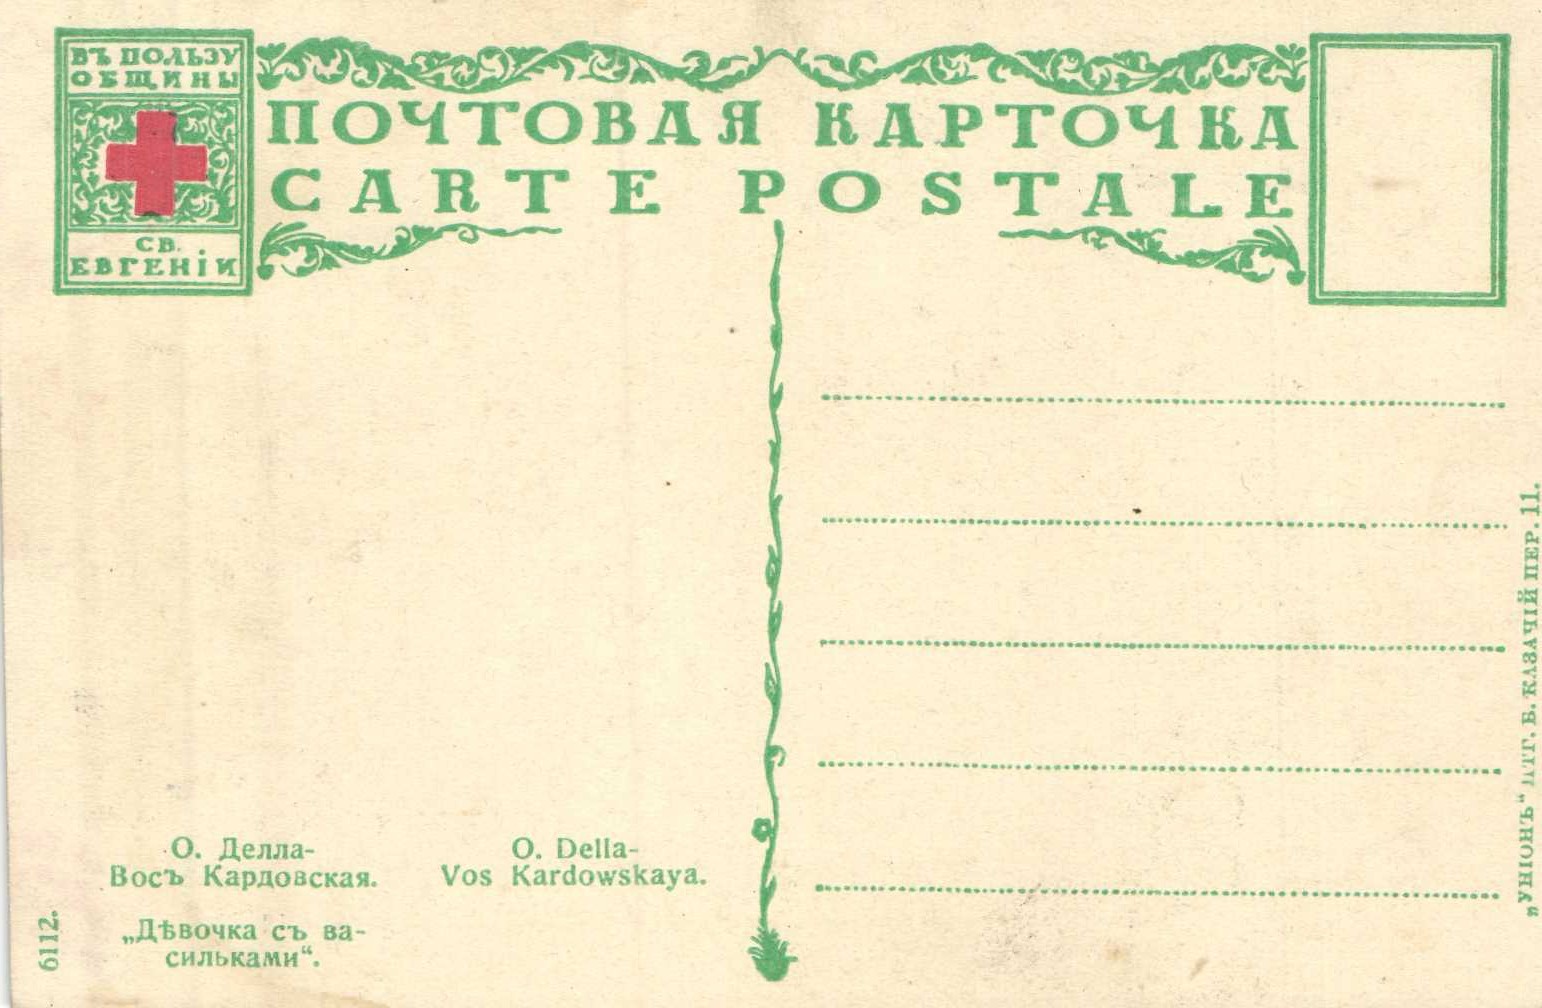 ВЪ ПОЛЬЗУ
ОБЩИНЫ
СВ.
ЕВГЕНІИ
ПОЧТОВАЯ КАРТОЧКА
CARTE POSTALE
О. Делла-
Восъ Кардовская.
„Дѣвочка съ ва-
сильками“.
O. Della-
Vos Kardowskaya.
6112.
„УНІОНЪ“ ПТГ. Б. КАЗАЧІЙ ПЕР. 11.